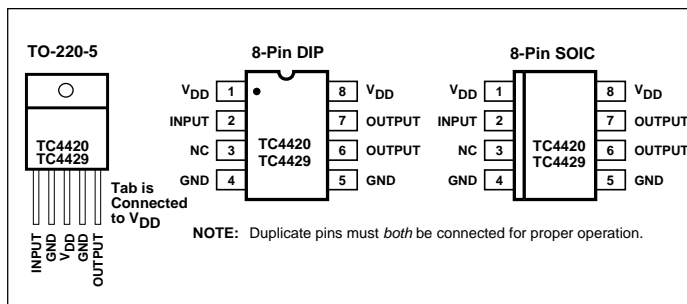 TO-220-5
TC4420
TC4429
Tab is
Connected
to VDD
INPUT
GND
VDD
GND
OUTPUT
8-Pin DIP
VDD 1
INPUT 2
NC 3
GND 4
TC4420
TC4429
8 VDD
7 OUTPUT
6 OUTPUT
5 GND
8-Pin SOIC
VDD 1
INPUT 2
NC 3
GND 4
TC4420
TC4429
8 VDD
7 OUTPUT
6 OUTPUT
5 GND
NOTE: Duplicate pins must both be connected for proper operation.